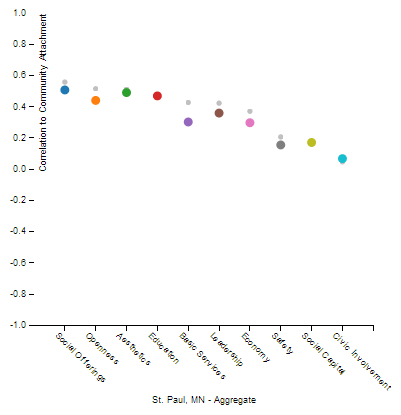 1.0
0.8
0.6
0.4
0.2
0.0
-0.2
-0.4
-0.6
-0.8
-1.0
Correlation to Community Attachment
Social Offerings
Openness
Aesthetics
Education
Basic Services
Leadership
Economy
Safety
Social Capital
Civic Involvement
St. Paul, MN - Aggregate